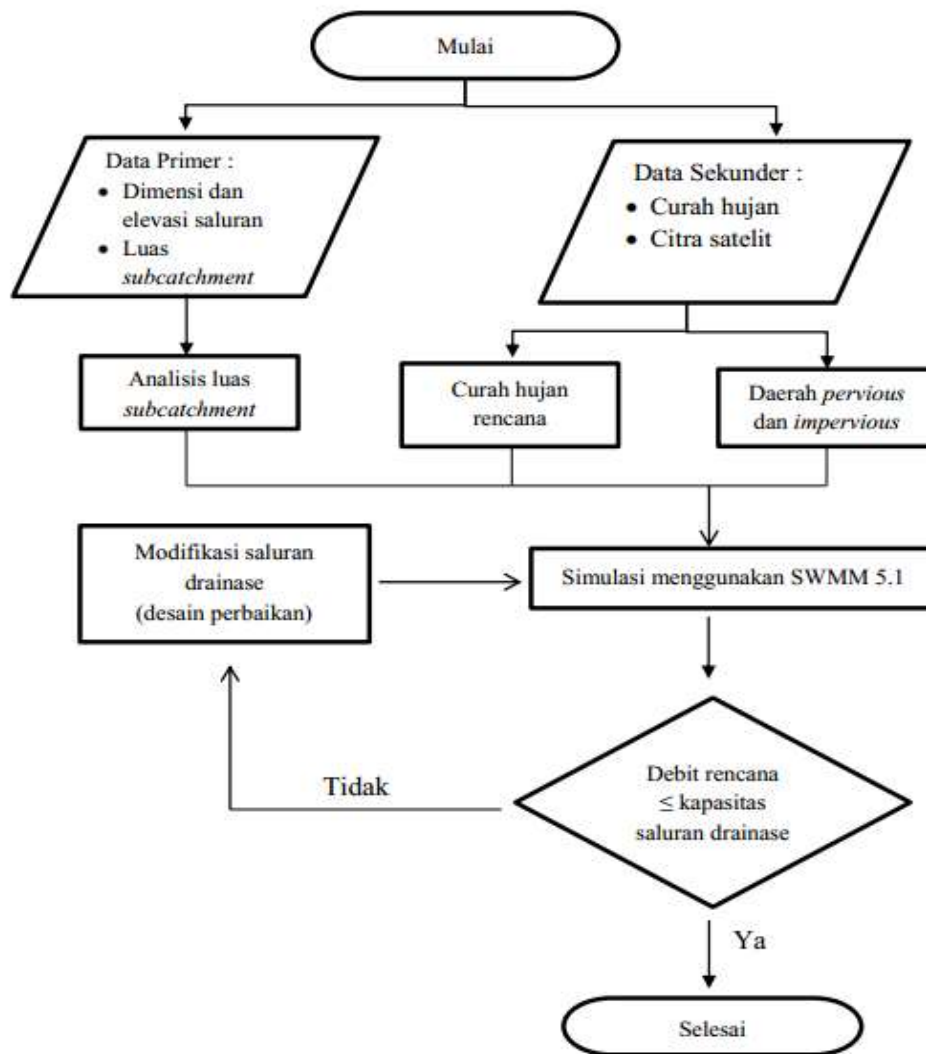 Mulai
Data Primer :
• Dimensi dan
elevasi saluran
• Luas
subcatchment
Data Sekunder :
• Curah hujan
• Citra satelit
Analisis luas
subcatchment
Curah hujan
rencana
Daerah pervious
dan impervious
Modifikasi saluran
drainase
(desain perbaikan)
Simulasi menggunakan SWMM 5.1
Debit rencana
≤ kapasitas
saluran drainase
Tidak
Ya
Selesai